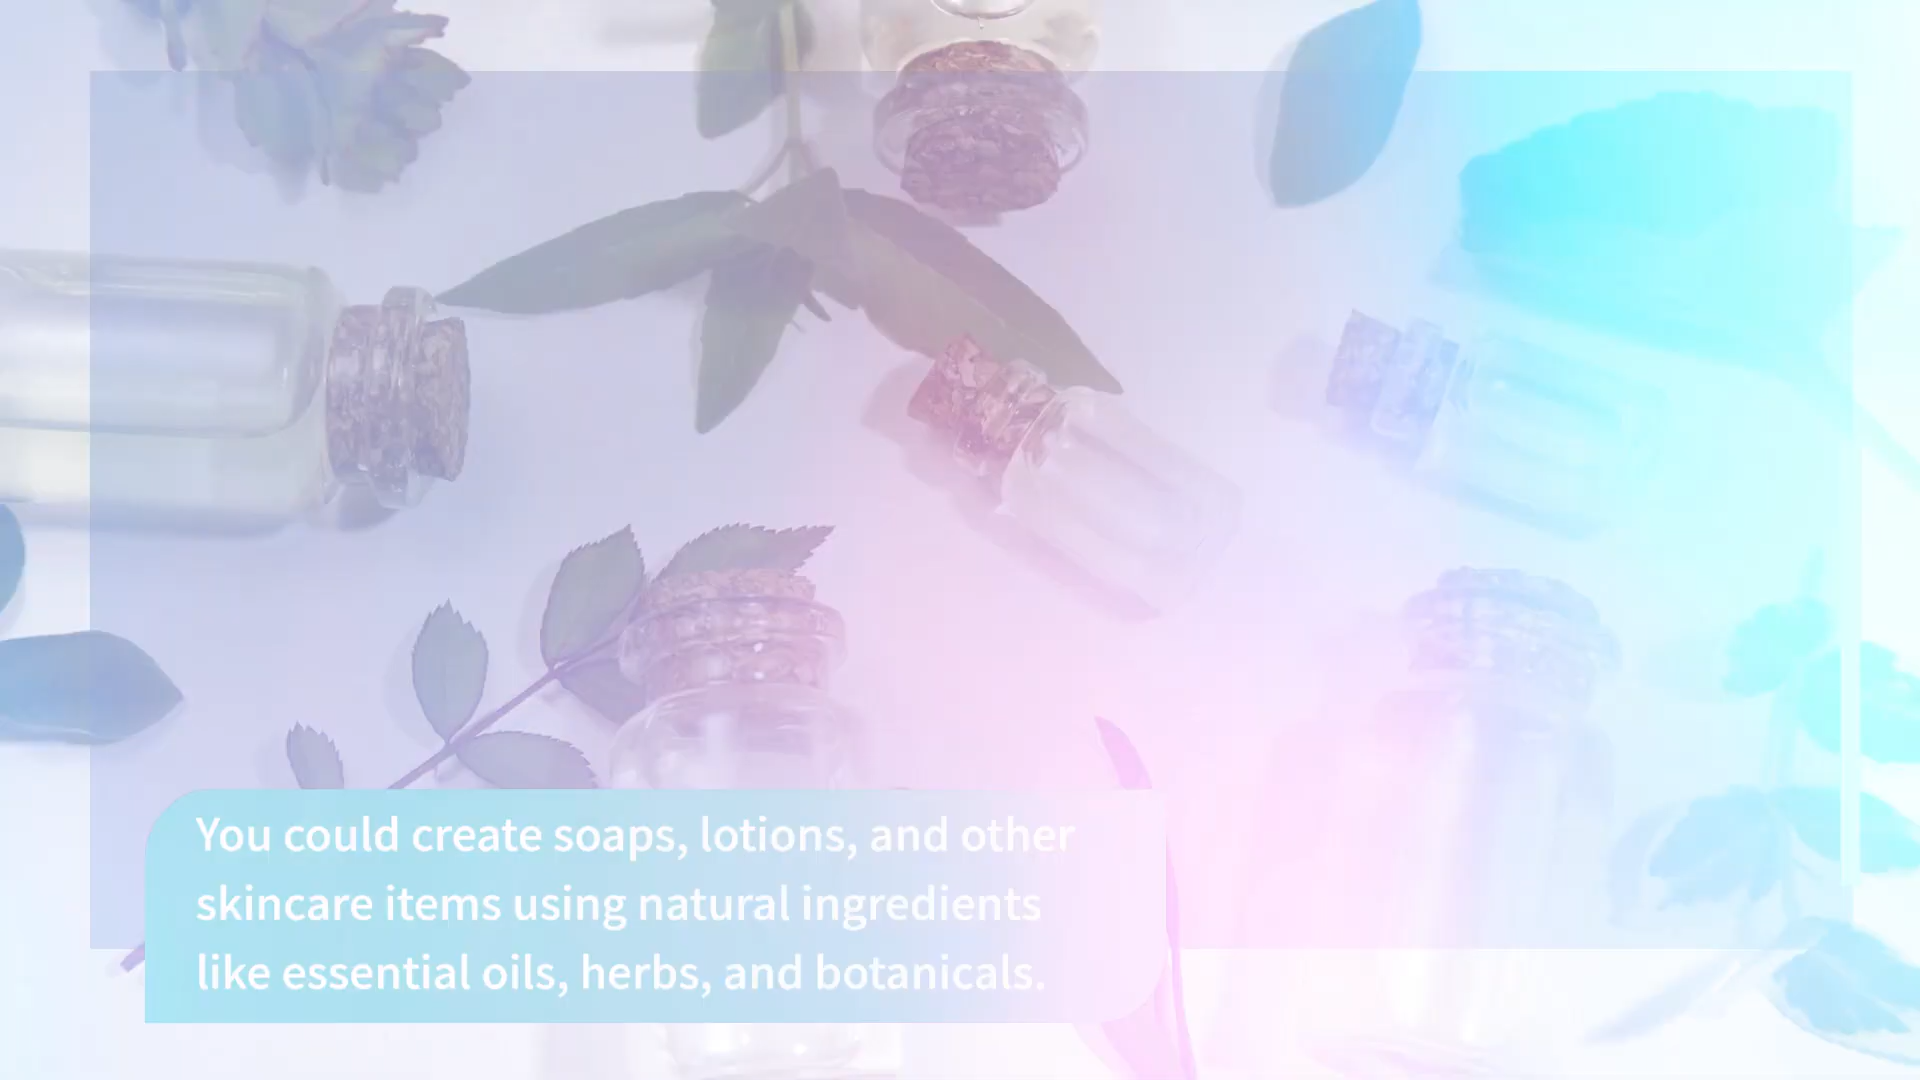 You could create soaps, lotions, and other
skincare items using natural ingredients
like essential oils, herbs, and botanicals.